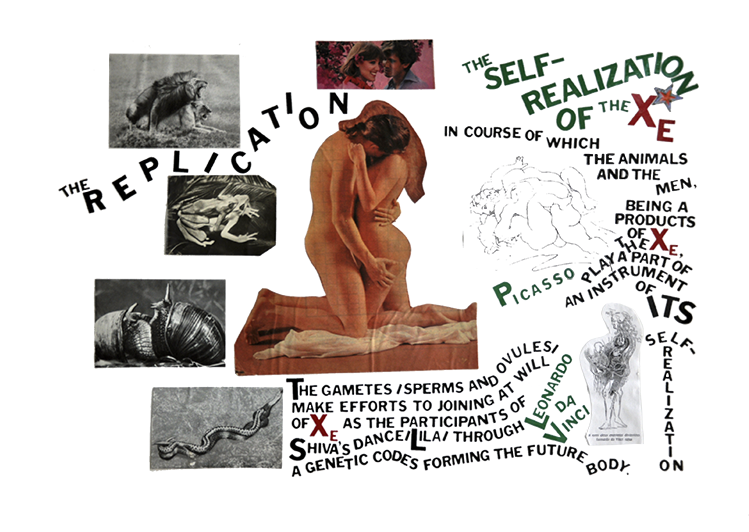 THE REPLICATION
THE SELF-
REALIZATION
OF THE XE
IN COURSE OF WHICH
THE ANIMALS
AND THE
MEN,
BEING A
PRODUCTS
OF XE,
THE
PLAY A PART OF
AN INSTRUMENT
OF
ITS
SELF-
REALIZATION
PICASSO
THE GAMETES /SPERMS AND OVULES/
MAKE EFFORTS TO JOINING AT WILL
OF XE AS THE PARTICIPANTS OF
SHIVA'S DANCE/LILA/ THROUGH
A GENETIC CODES FORMING THE FUTURE BODY.
LEONARDO
DA
VINCI